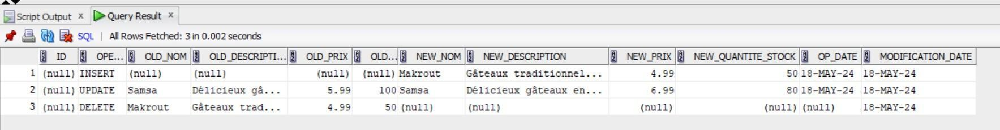 Script Output x Query Result x
SQL | All Rows Fetched: 3 in 0.002 seconds
ID OPE... OLD_NOM OLD_DESCRIPTI... OLD_PRIX OLD... NEW_NOM NEW_DESCRIPTION NEW_PRIX NEW_QUANTITE_STOCK OP_DATE MODIFICATION_DATE
1 (null) INSERT (null) (null) (null) (null) Makrout Gâteaux traditionnel... 4.99 50 18-MAY-24 18-MAY-24
2 (null) UPDATE Samsa Délicieux gâ... 5.99 100 Samsa Délicieux gâteaux en... 6.99 80 18-MAY-24 18-MAY-24
3 (null) DELETE Makrout Gâteaux trad... 4.99 50 (null) (null) (null) (null) (null) 18-MAY-24